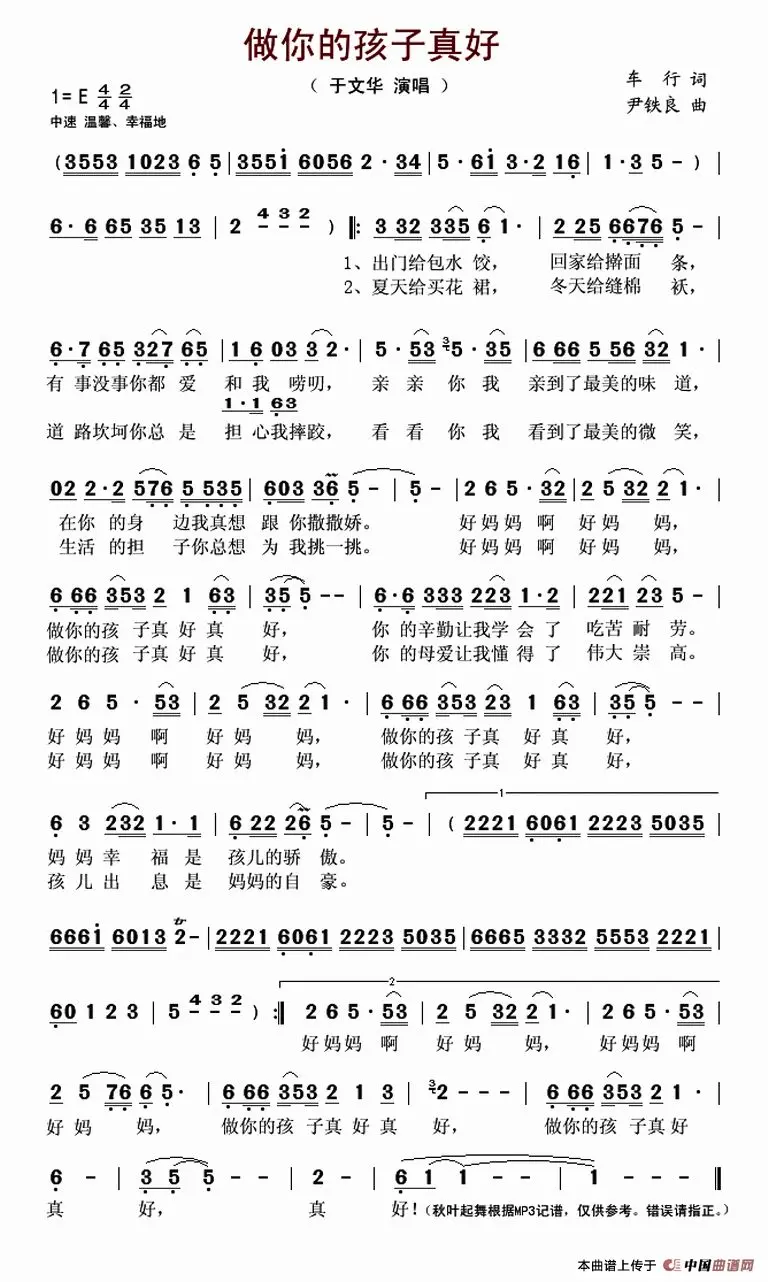 做你的孩子真好
（ 于文华 演唱 ）
车 行 词
1= E 4/4 2/4
尹铁良 曲
中速 温馨、幸福地
(3553 1023 6 5|3551 6056 2·34|5·61 3·2 16|1·3 5 -)|
6·6 65 35 13|2 - 4 - 3 - 2 )‖: 3 32 335 6 1·|2 25 6676 5 -|
1、出门给包水 饺， 回家给擀面 条，
2、夏天给买花 裙， 冬天给缝棉 袄，
6·7 65 327 65|1 6 03 3 2·|5·53 3 5·35|6 66 5 56 32 1·|
有 事没事你都 爱 和 我 唠叨， 亲 亲 你 我 亲到了最美的味 道，
1·1 63
道 路坎坷你总 是 担 心我摔跤， 看 看 你 我 看到了最美的微 笑，
02 2·2 576 5 535|603 36 5 -|5 -|2 6 5·32|2 5 32 2 1·|
在你 的身 边我真想 跟 你撒撒娇。 好妈妈 啊 好妈 妈，
生活 的担 子你总想 为 我挑一挑。 好妈妈 啊 好妈 妈，
6 66 353 2 1 63|35 5 - -|6·6 333 223 1·2|221 23 5 -|
做你的孩 子真 好真 好， 你 的辛勤让我学 会 了 吃苦 耐 劳。
做你的孩 子真 好真 好， 你 的母爱让我懂 得 了 伟大 崇 高。
2 6 5·53|2 5 32 2 1·|6 66 353 23 1 63|35 5 - -|
好 妈妈 啊 好 妈 妈， 做你的孩 子真 好真 好，
好 妈妈 啊 好 妈 妈， 做你的孩 子真 好真 好，
1
6 3 232 1·1|6 22 26 5 -|5 -|( 2221 6061 2223 5035|
妈 妈 幸 福 是 孩儿的骄 傲。
孩 儿 出 息 是 妈妈的自 豪。
6661 6013 2 -|2221 6061 2223 5035|6665 3332 5553 2221|
2
60 1 2 3|5 - 4 - 3 - 2 ):‖ 2 6 5·53|2 5 32 2 1·|2 6 5·53|
好妈妈 啊 好 妈 妈， 好妈妈 啊
2 5 76 6 5·|6 66 353 2 1 3|3 2 - - -|6 66 353 2 1|
好 妈 妈， 做你的孩 子真 好 真 好， 做你的孩 子真 好
6 -|3 5 5 - -|2 -|6 1 1 - -|1 - - -‖
真 好， 真 好！(秋叶起舞根据MP3记谱，仅供参考。错误请指正。)
本曲谱上传于 中国曲谱网